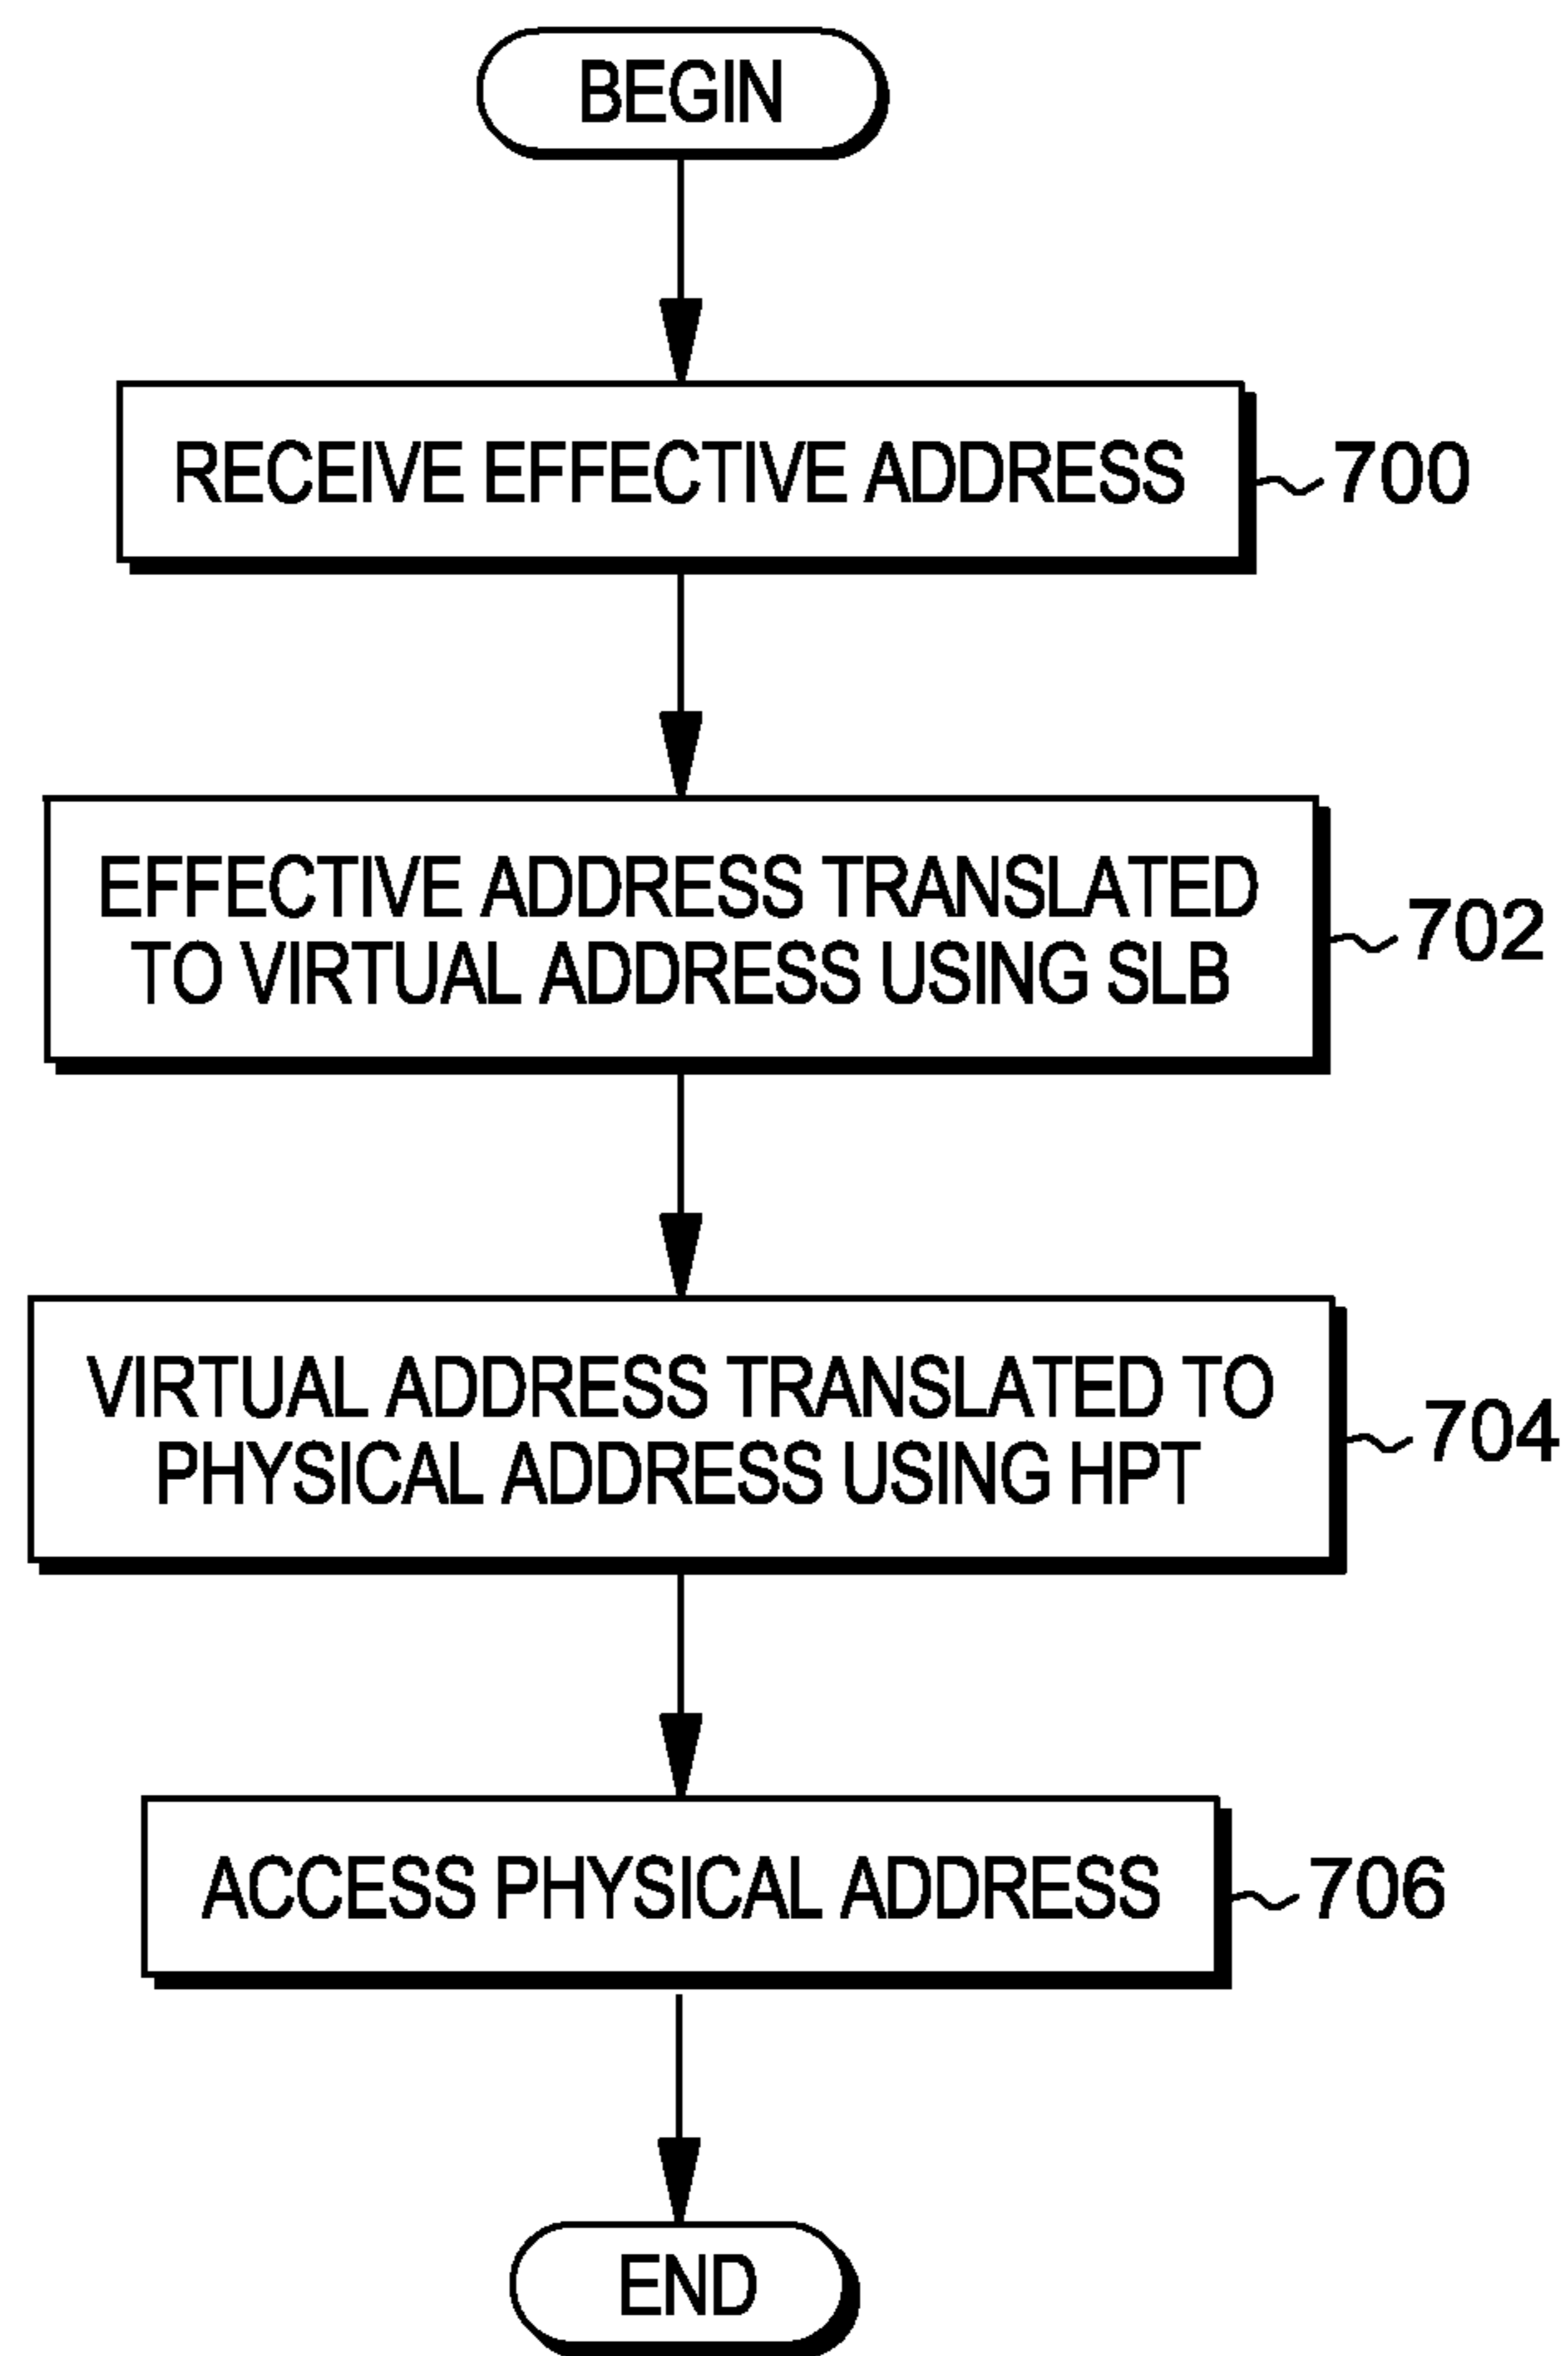 BEGIN
RECEIVE EFFECTIVE ADDRESS
700
EFFECTIVE ADDRESS TRANSLATED
TO VIRTUAL ADDRESS USING SLB
702
VIRTUAL ADDRESS TRANSLATED TO
PHYSICAL ADDRESS USING HPT
704
ACCESS PHYSICAL ADDRESS
706
END